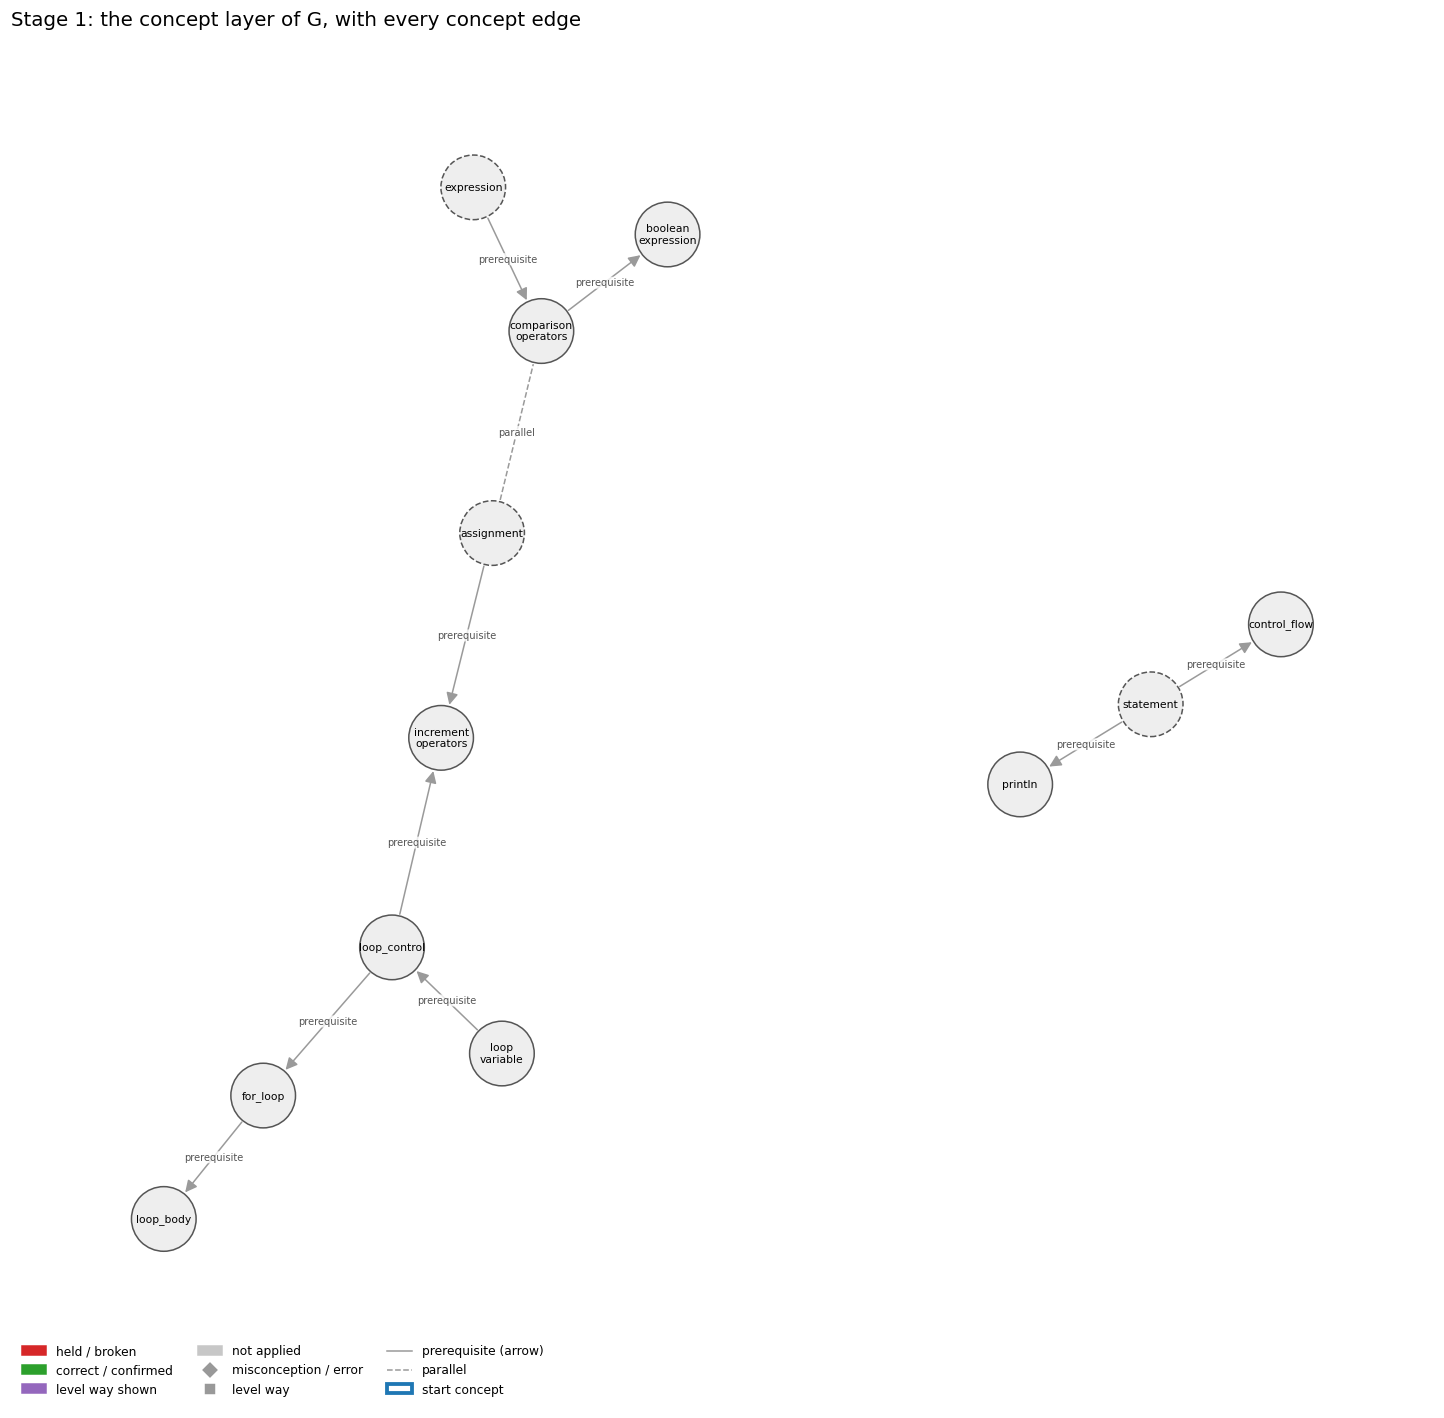 Stage 1: the concept layer of G, with every concept edge
expression
boolean
expression
prerequisite
prerequisite
comparison
operators
parallel
assignment
prerequisite
control_flow
prerequisite
statement
prerequisite
println
increment
operators
prerequisite
loop_control
prerequisite
prerequisite
loop
variable
for_loop
prerequisite
loop_body
held / broken
correct / confirmed
level way shown
not applied
misconception / error
level way
prerequisite (arrow)
parallel
start concept